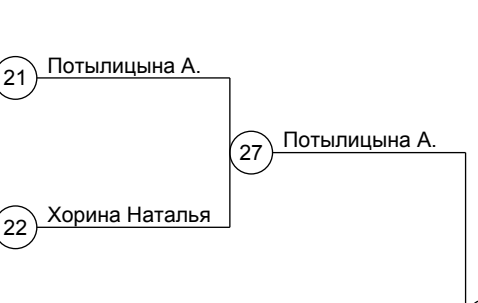 21 Потылицына А.
27 Потылицына А.
22 Хорина Наталья